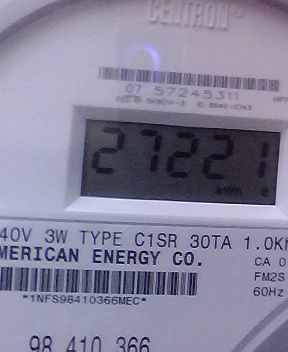 CENTRON
07 57245311
27221
kWh
40V 3W TYPE C1SR 30TA 1.0K
MERICAN ENERGY CO.
CA 0
FM2S
60Hz
*1NFS98410366MEC*
98 410 366